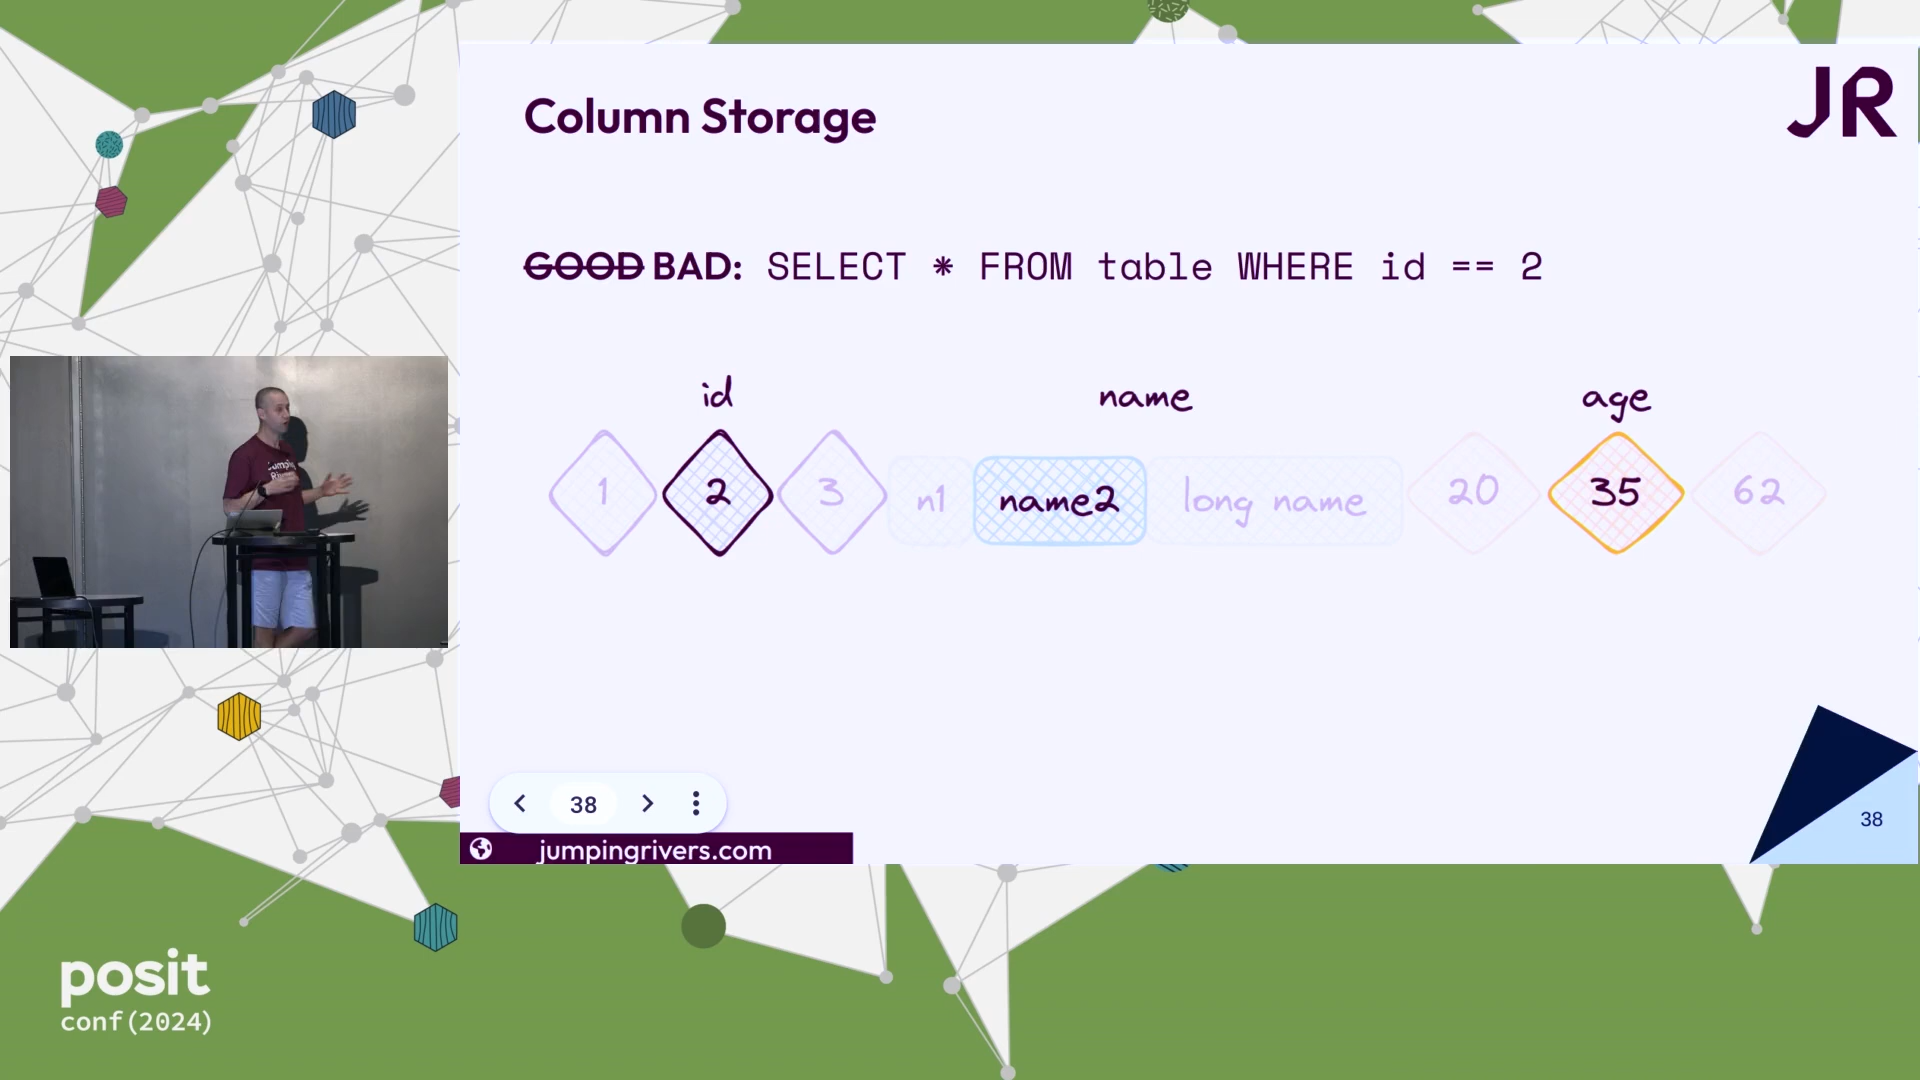 Column Storage
JR
GOOD BAD: SELECT * FROM table WHERE id == 2
id name age
1 2 3 n1 name2 long name 20 35 62
38
38
jumpingrivers.com
posit
conf(2024)